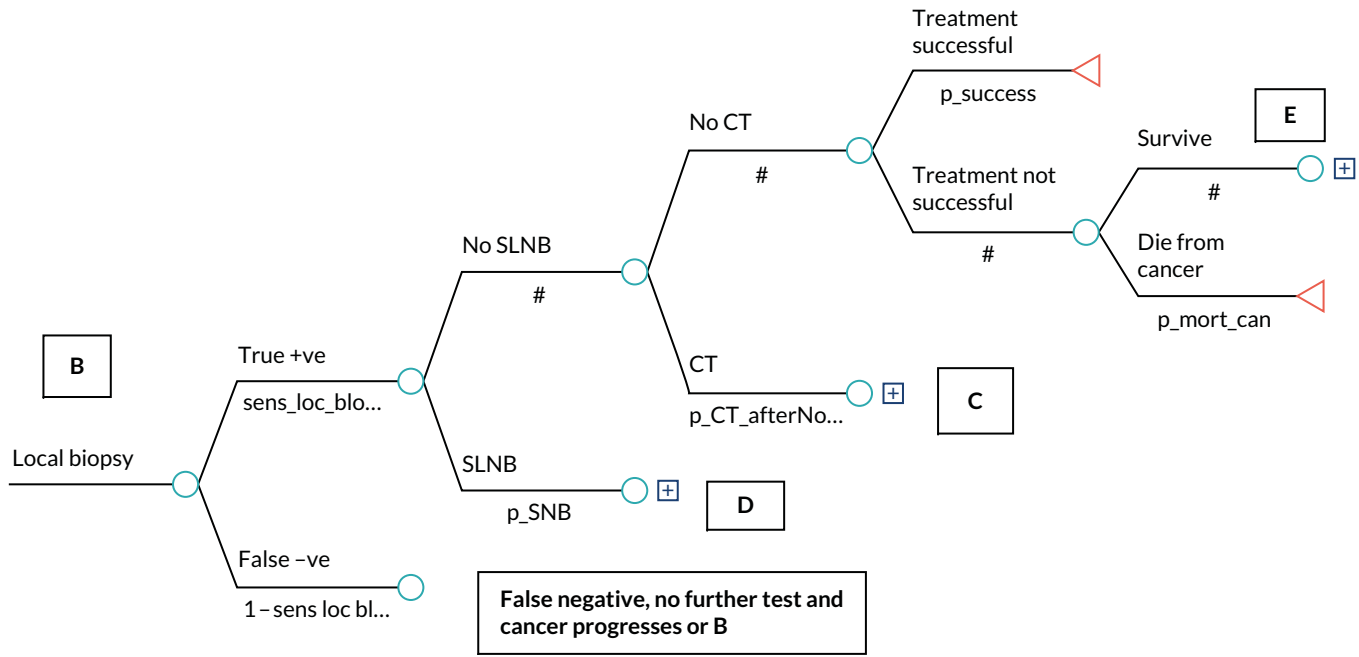 Treatment
successful
p_success
E
No CT
#
Survive
#
Treatment not
successful
#
Die from
cancer
p_mort_can
No SLNB
#
B
True +ve
sens_loc_blo...
CT
p_CT_afterNo...
C
Local biopsy
SLNB
p_SNB
D
False –ve
1 – sens loc bl...
False negative, no further test and
cancer progresses or B